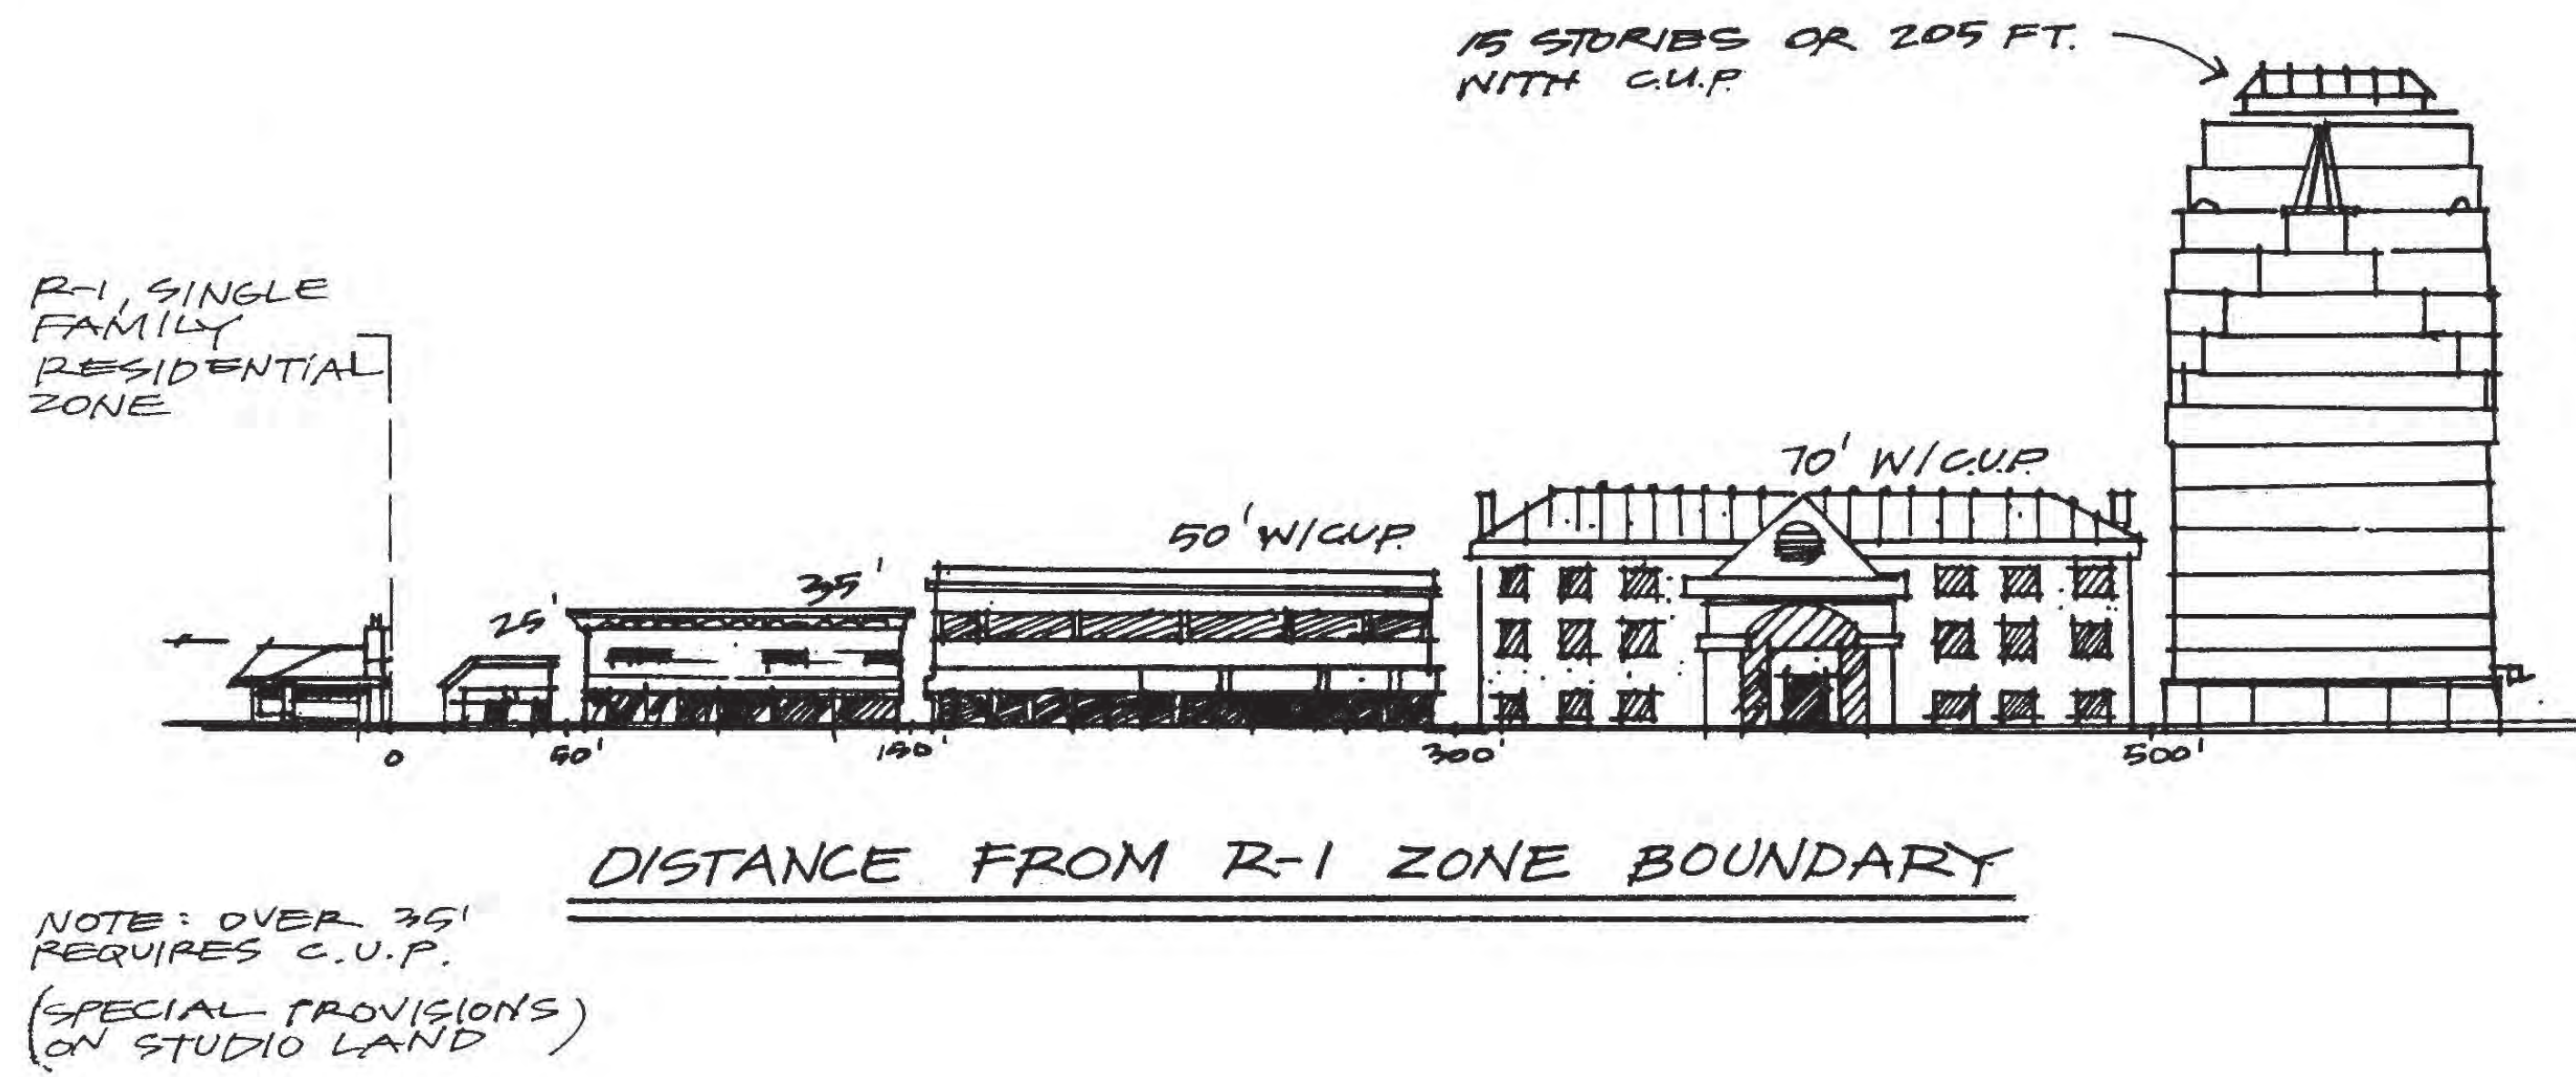 15 STORIES OR 205 FT.
WITH C.U.P.
R-1, SINGLE
FAMILY
RESIDENTIAL
ZONE
70' W/C.U.P.
50' W/C.U.P.
35'
25'
0 50' 150' 300' 500'
DISTANCE FROM R-1 ZONE BOUNDARY
NOTE: OVER 35'
REQUIRES C.U.P.
(SPECIAL PROVISIONS
ON STUDIO LAND)